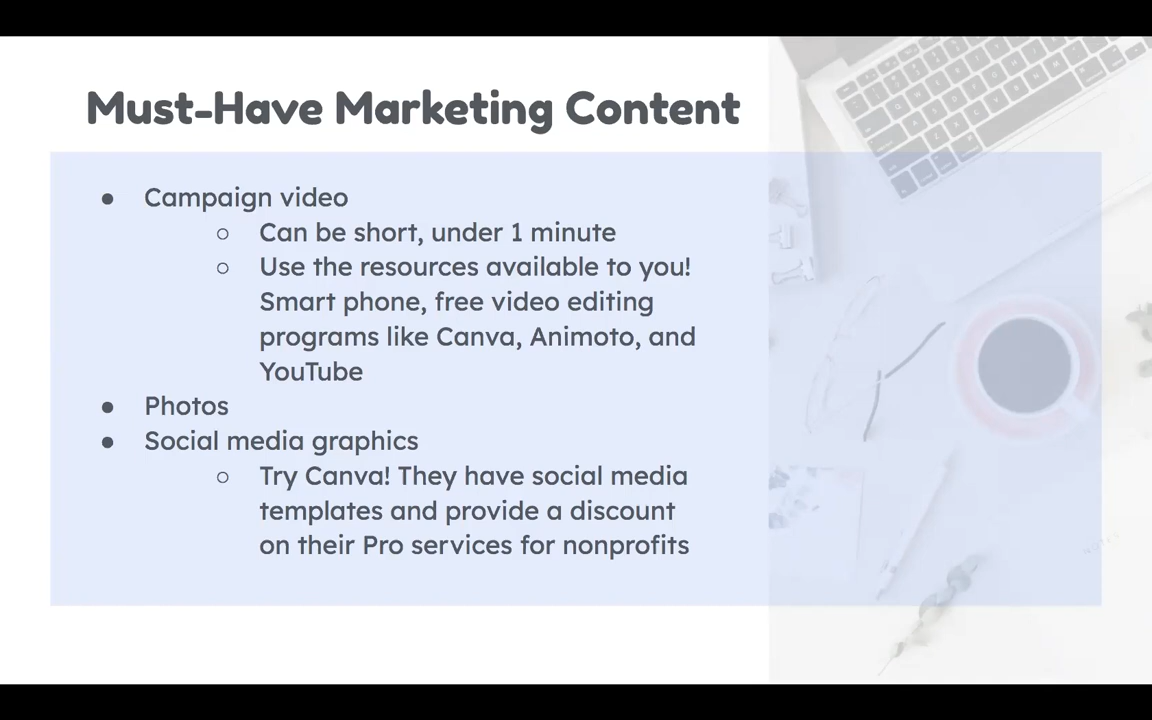 Must-Have Marketing Content
● Campaign video
○ Can be short, under 1 minute
○ Use the resources available to you!
Smart phone, free video editing
programs like Canva, Animoto, and
YouTube
● Photos
● Social media graphics
○ Try Canva! They have social media
templates and provide a discount
on their Pro services for nonprofits